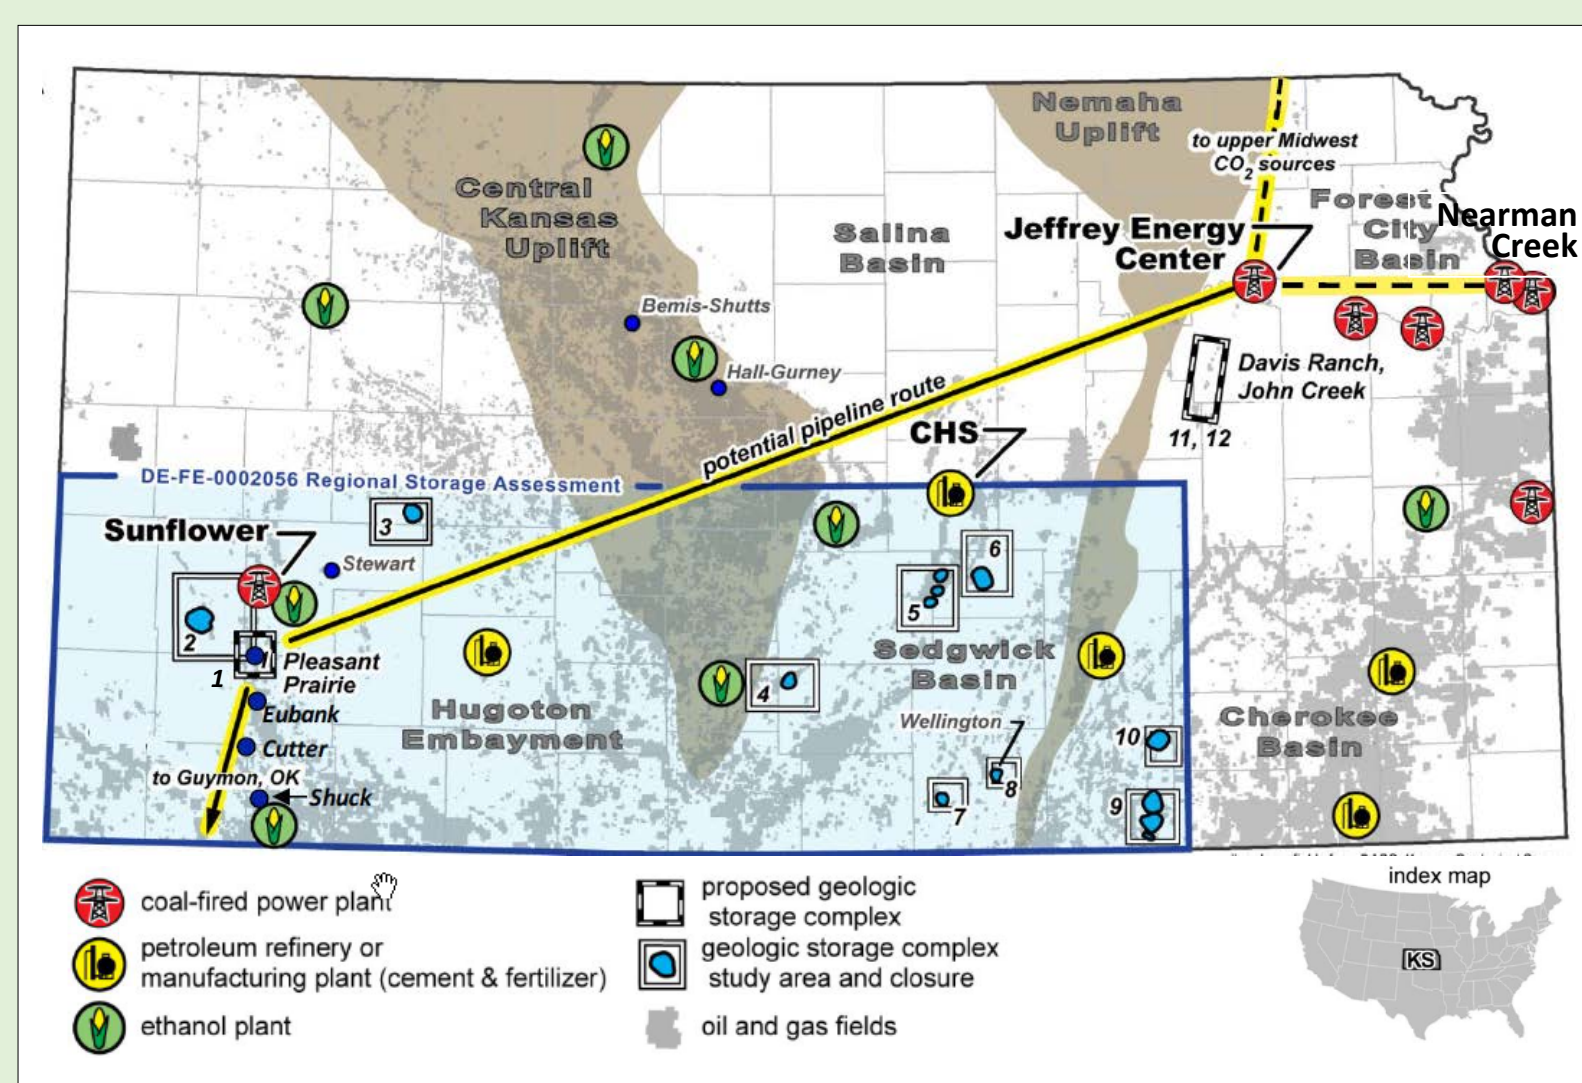 Nemaha
Uplift
to upper Midwest
CO2 sources
Central
Kansas
Uplift
Salina
Basin
Forest
City
Basin
Nearman
Creek
Jeffrey Energy
Center
Bemis-Shutts
Hall-Gurney
Davis Ranch,
John Creek
11, 12
potential pipeline route
CHS
DE-FE-0002056 Regional Storage Assessment
Sunflower
3
Stewart
6
5
2
1
Pleasant
Prairie
Sedgwick
Basin
4
Eubank
Hugoton
Embayment
Wellington
Cherokee
Basin
Cutter
10
to Guymon, OK
Shuck
8
7
9
coal-fired power plant
petroleum refinery or
manufacturing plant (cement & fertilizer)
ethanol plant
proposed geologic
storage complex
geologic storage complex
study area and closure
oil and gas fields
index map
KS